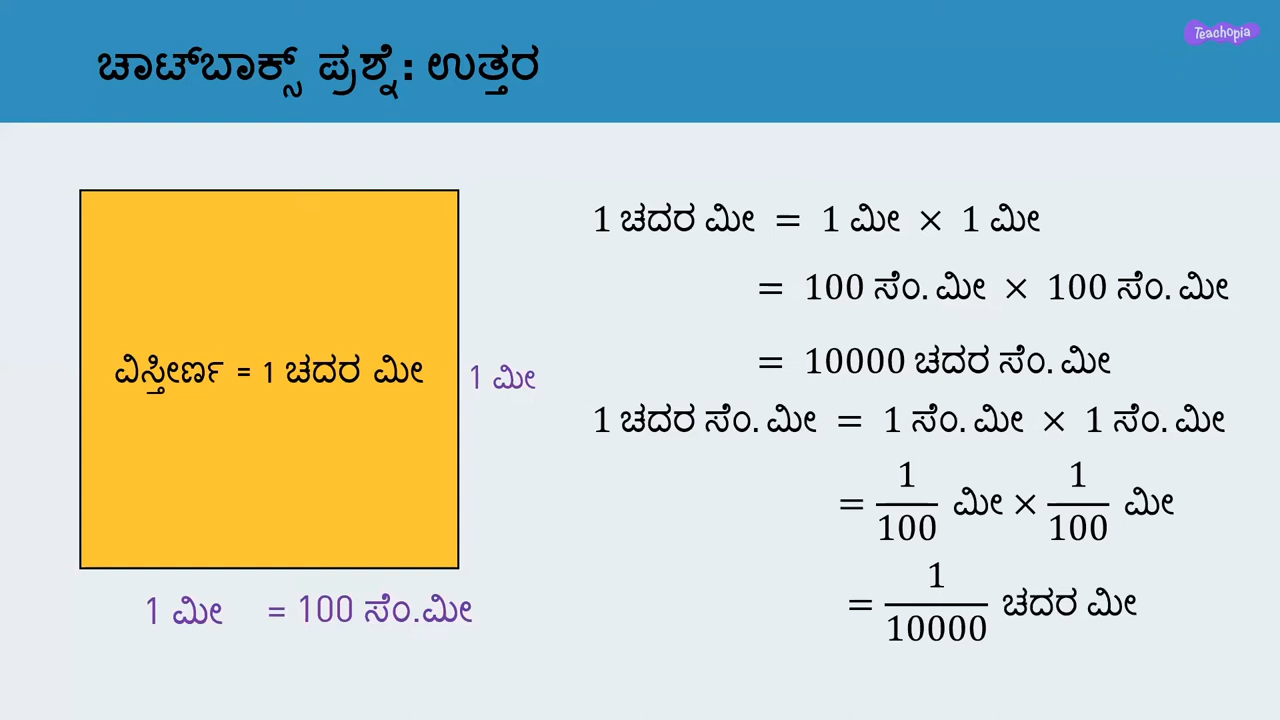 ಚಾಟ್‌ಬಾಕ್ಸ್ ಪ್ರಶ್ನೆ : ಉತ್ತರ
Teachopia
ವಿಸ್ತೀರ್ಣ = 1 ಚದರ ಮೀ
1 ಮೀ
1 ಮೀ = 100 ಸೆಂ.ಮೀ
1 ಚದರ ಮೀ = 1 ಮೀ × 1 ಮೀ
= 100 ಸೆಂ. ಮೀ × 100 ಸೆಂ. ಮೀ
= 10000 ಚದರ ಸೆಂ. ಮೀ
1 ಚದರ ಸೆಂ. ಮೀ = 1 ಸೆಂ. ಮೀ × 1 ಸೆಂ. ಮೀ
= 1/100 ಮೀ × 1/100 ಮೀ
= 1/10000 ಚದರ ಮೀ